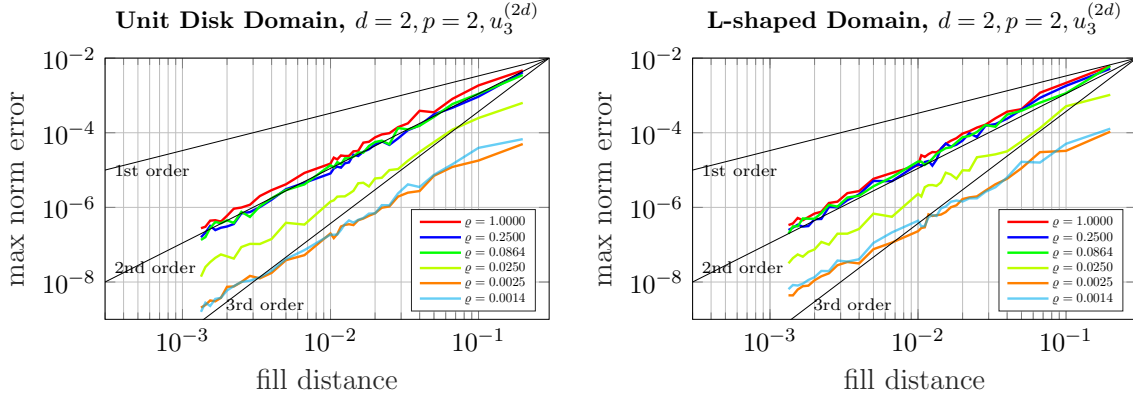 Unit Disk Domain, d = 2, p = 2, u₃⁽²ᵈ⁾
max norm error
10⁻²
10⁻⁴
10⁻⁶
10⁻⁸
1st order
2nd order
3rd order
ϱ = 1.0000
ϱ = 0.2500
ϱ = 0.0864
ϱ = 0.0250
ϱ = 0.0025
ϱ = 0.0014
10⁻³ 10⁻² 10⁻¹
fill distance
L-shaped Domain, d = 2, p = 2, u₃⁽²ᵈ⁾
max norm error
10⁻²
10⁻⁴
10⁻⁶
10⁻⁸
1st order
2nd order
3rd order
ϱ = 1.0000
ϱ = 0.2500
ϱ = 0.0864
ϱ = 0.0250
ϱ = 0.0025
ϱ = 0.0014
10⁻³ 10⁻² 10⁻¹
fill distance